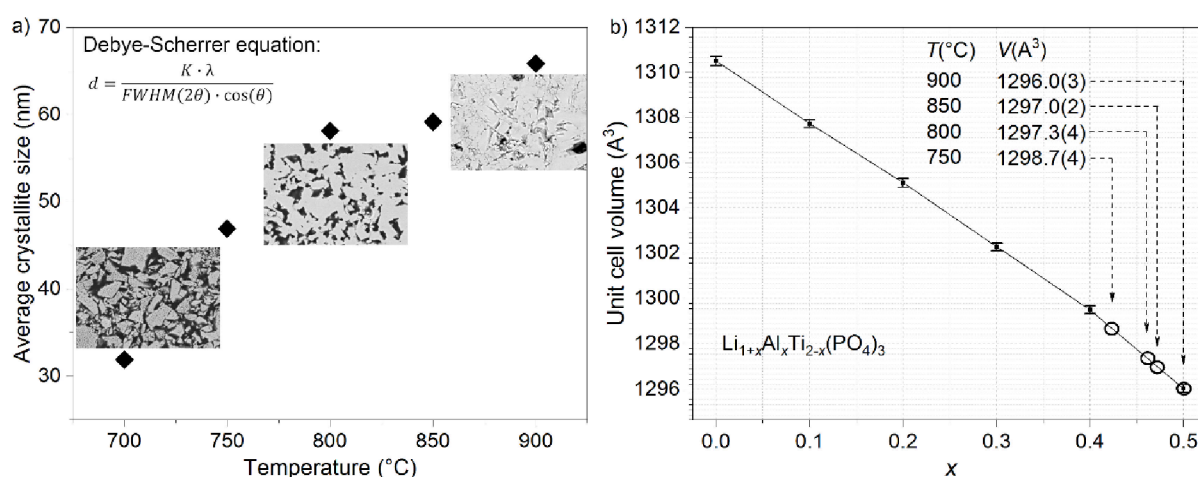 a)
Debye-Scherrer equation:
d = K · λ / FWHM(2θ) · cos(θ)
70
60
50
40
30
Average crystallite size (nm)
700 750 800 850 900
Temperature (°C)
b)
1312
1310
1308
1306
1304
1302
1300
1298
1296
Unit cell volume (A³)
T(°C) V(A³)
900 1296.0(3)
850 1297.0(2)
800 1297.3(4)
750 1298.7(4)
Li₁₊ₓAlₓTi₂₋ₓ(PO₄)₃
0.0 0.1 0.2 0.3 0.4 0.5
x